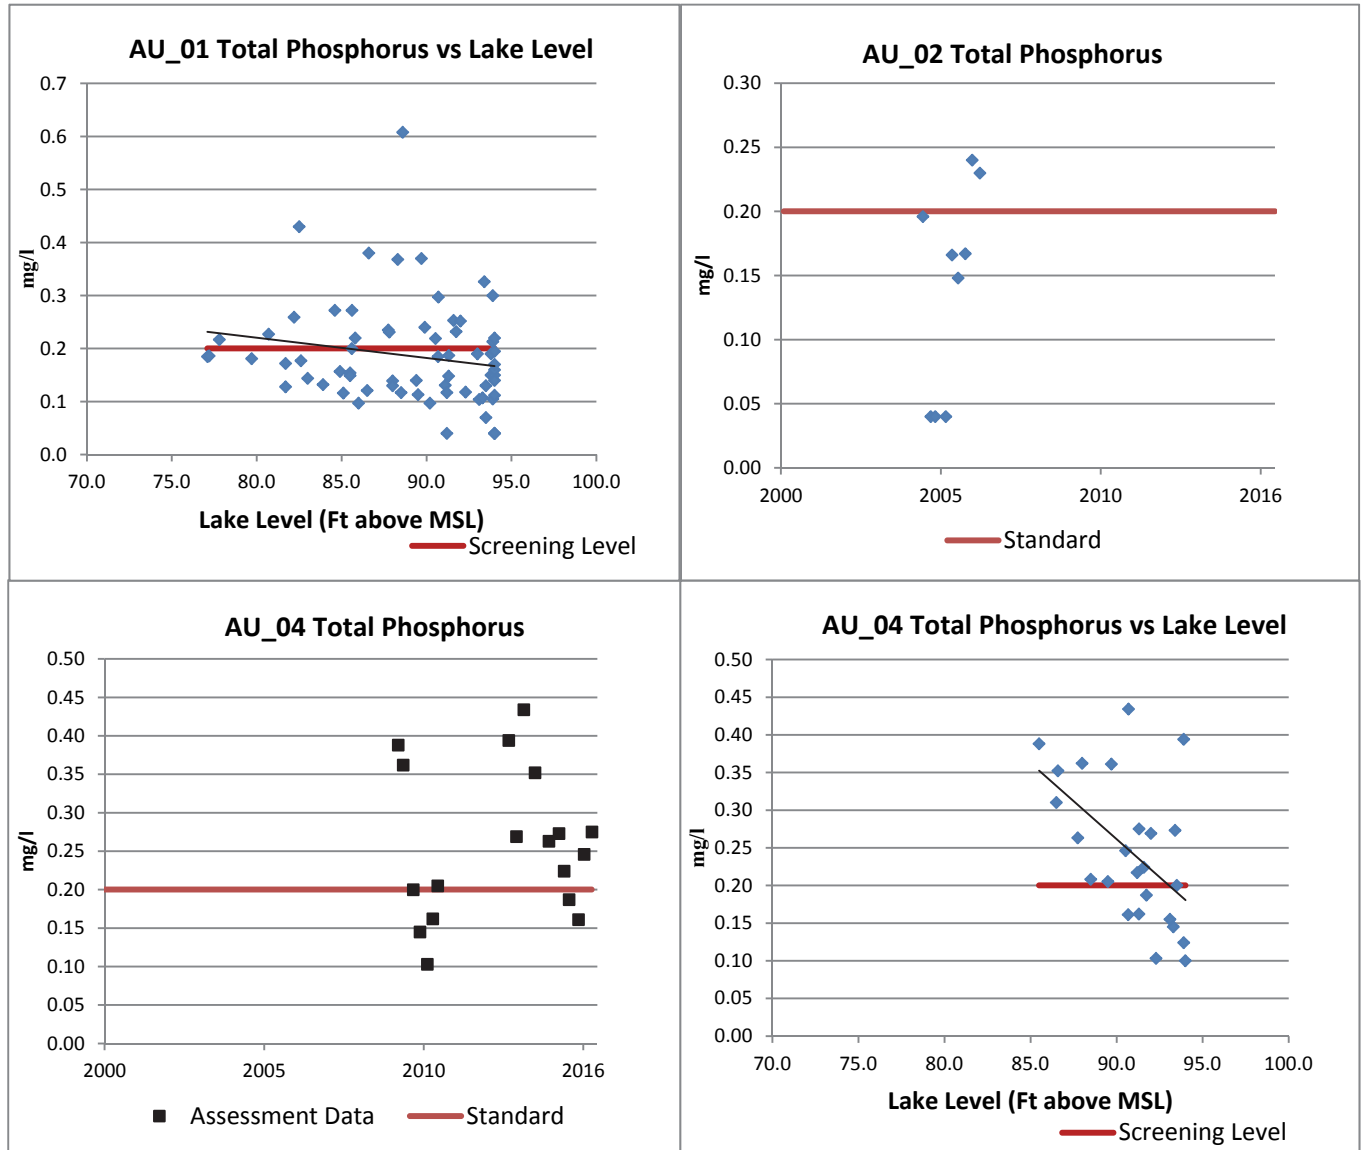 AU_01 Total Phosphorus vs Lake Level
0.7
0.6
0.5
0.4
0.3
0.2
0.1
0.0
mg/l
70.0 75.0 80.0 85.0 90.0 95.0 100.0
Lake Level (Ft above MSL)
Screening Level
AU_02 Total Phosphorus
0.30
0.25
0.20
0.15
0.10
0.05
0.00
mg/l
2000 2005 2010 2016
Standard
AU_04 Total Phosphorus
0.50
0.45
0.40
0.35
0.30
0.25
0.20
0.15
0.10
0.05
0.00
mg/l
2000 2005 2010 2016
Assessment Data Standard
AU_04 Total Phosphorus vs Lake Level
0.50
0.45
0.40
0.35
0.30
0.25
0.20
0.15
0.10
0.05
0.00
mg/l
70.0 75.0 80.0 85.0 90.0 95.0 100.0
Lake Level (Ft above MSL)
Screening Level